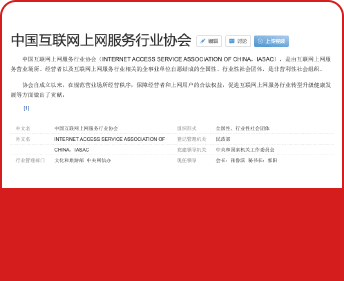 中国互联网上网服务行业协会 编辑 讨论 上传视频
中国互联网上网服务行业协会（INTERNET ACCESS SERVICE ASSOCIATION OF CHINA，IASAC），是由互联网上网服
务营业场所、经营者以及互联网上网服务行业相关的企事业单位自愿组成的全国性、行业性社会团体，是非营利性社会组织。
协会自成立以来，在规范营业场所经营秩序，保障经营者和上网用户的合法权益，促进互联网上网服务行业转型升级健康发
展等方面做出了贡献。
[1]
中文名 中国互联网上网服务行业协会 组织形式 全国性、行业性社会团体
外文名 INTERNET ACCESS SERVICE ASSOCIATION OF 登记管理机关 民政部
CHINA，IASAC 党建领导机关 中央和国家机关工作委员会
行业管理部门 文化和旅游部 中央网信办 现任领导